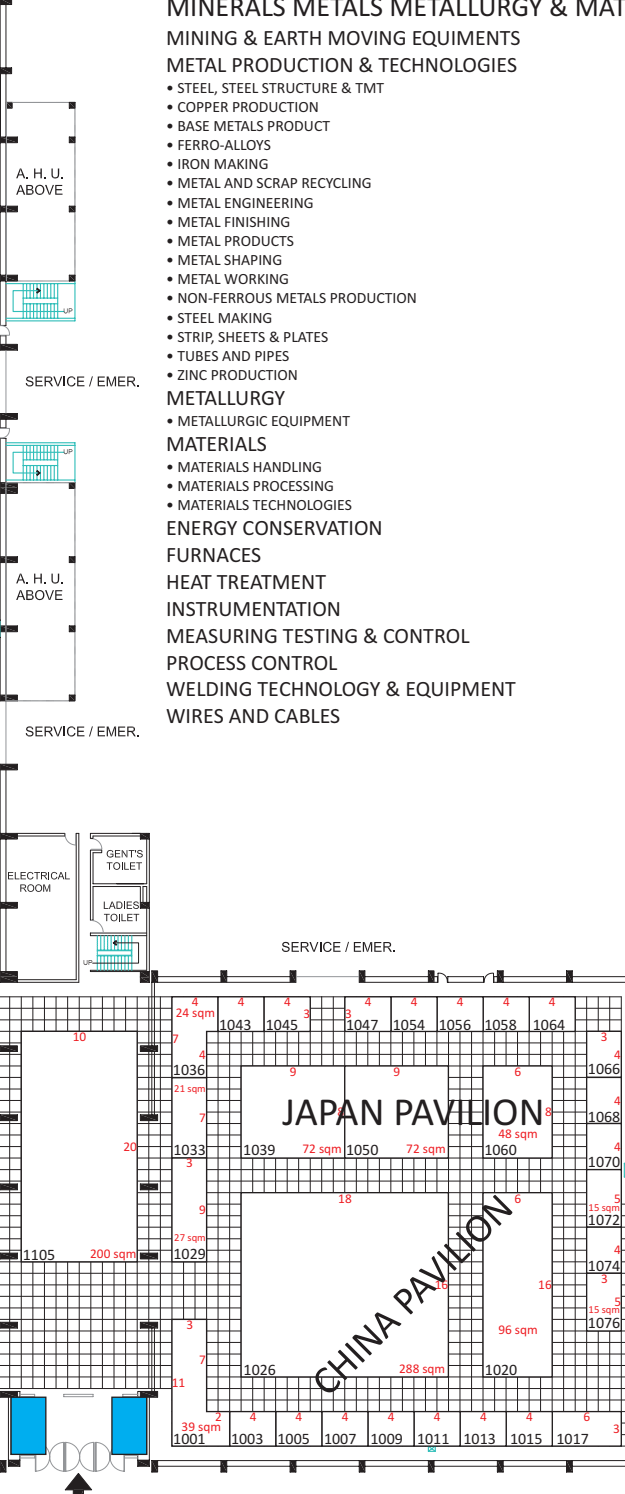 MINERALS METALS METALLURGY & MAT
MINING & EARTH MOVING EQUIMENTS
METAL PRODUCTION & TECHNOLOGIES
• STEEL, STEEL STRUCTURE & TMT
• COPPER PRODUCTION
• BASE METALS PRODUCT
• FERRO-ALLOYS
• IRON MAKING
• METAL AND SCRAP RECYCLING
• METAL ENGINEERING
• METAL FINISHING
• METAL PRODUCTS
• METAL SHAPING
• METAL WORKING
• NON-FERROUS METALS PRODUCTION
• STEEL MAKING
• STRIP, SHEETS & PLATES
• TUBES AND PIPES
• ZINC PRODUCTION
METALLURGY
• METALLURGIC EQUIPMENT
MATERIALS
• MATERIALS HANDLING
• MATERIALS PROCESSING
• MATERIALS TECHNOLOGIES
ENERGY CONSERVATION
FURNACES
HEAT TREATMENT
INSTRUMENTATION
MEASURING TESTING & CONTROL
PROCESS CONTROL
WELDING TECHNOLOGY & EQUIPMENT
WIRES AND CABLES
A. H. U.
ABOVE
UP
SERVICE / EMER.
UP
A. H. U.
ABOVE
SERVICE / EMER.
ELECTRICAL
ROOM
GENT'S
TOILET
LADIES
TOILET
UP
SERVICE / EMER.
4 4 4 4 4 4 4 4
24 sqm 3 3
1043 1045 1047 1054 1056 1058 1064
10 7 3
4 4
1036 9 9 6 1066
21 sqm
7 JAPAN PAVILION 8 8 4
1068
48 sqm
20 1033 1039 72 sqm 1050 72 sqm 1060 4
1070
3 18 6
9 5
15 sqm
1072
27 sqm 4
1105 200 sqm 1029 1074
CHINA PAVILION
16 16 3
5
15 sqm
1076
3 96 sqm
7
11 1026 288 sqm 1020
2 4 4 4 4 4 4 4 6
39 sqm 3
1001 1003 1005 1007 1009 1011 1013 1015 1017